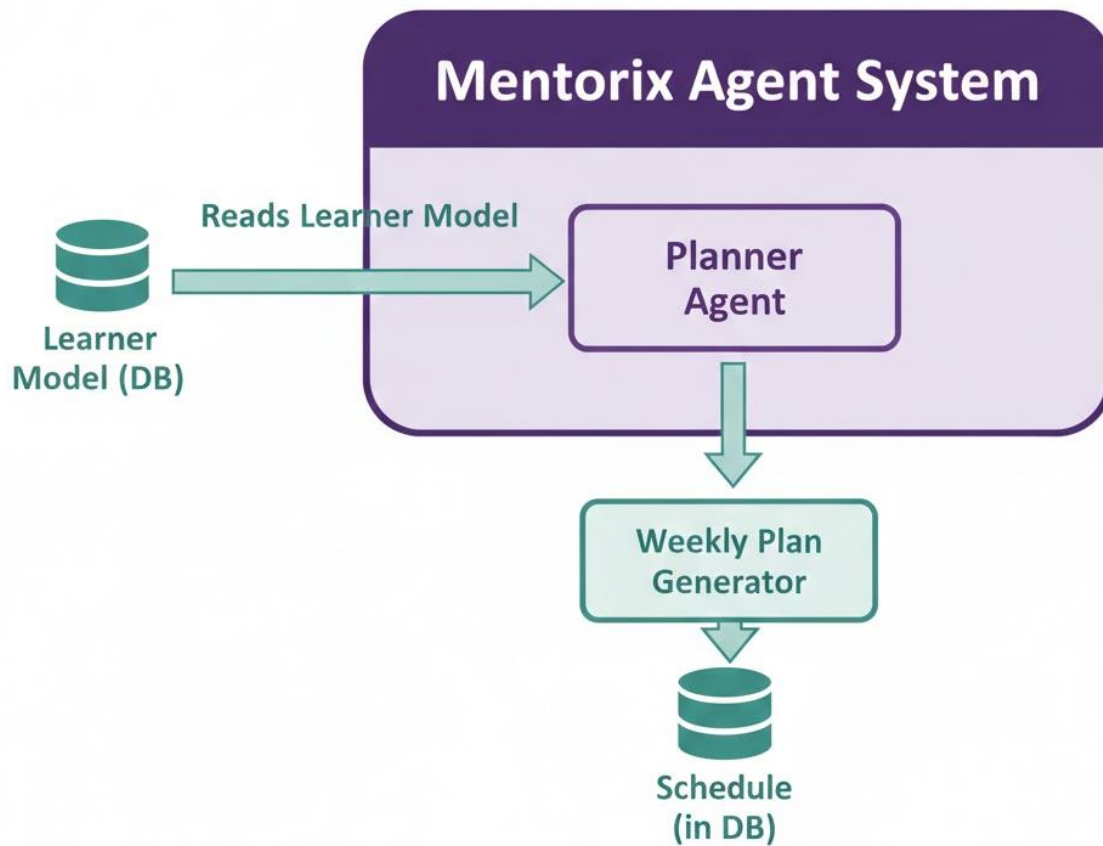 Mentorix Agent System
Reads Learner Model
Planner
Agent
Learner
Model (DB)
Weekly Plan
Generator
Schedule
(in DB)